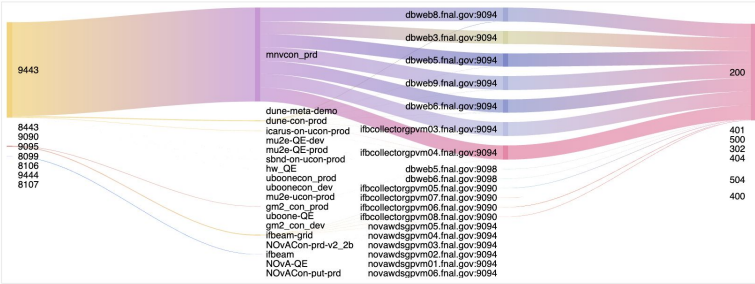 9443
8443
9090
9095
8099
8106
9444
8107
mnvcon_prd
dune-meta-demo
dune-con-prod
icarus-on-ucon-prod
mu2e-QE-dev
mu2e-QE-prod
sbnd-on-ucon-prod
hw_QE
uboonecon_prod
uboonecon_dev
mu2e-ucon-prod
gm2_con_prod
uboone-QE
gm2_con_dev
ifbeam-grid
NOvACon-prd-v2_2b
ifbeam
NOvA-QE
NOvACon-put-prd
dbweb8.fnal.gov:9094
dbweb3.fnal.gov:9094
dbweb5.fnal.gov:9094
dbweb9.fnal.gov:9094
dbweb6.fnal.gov:9094
ifbcollectorgpvm03.fnal.gov:9094
ifbcollectorgpvm04.fnal.gov:9094
dbweb5.fnal.gov:9098
dbweb6.fnal.gov:9098
ifbcollectorgpvm05.fnal.gov:9090
ifbcollectorgpvm07.fnal.gov:9090
ifbcollectorgpvm06.fnal.gov:9090
ifbcollectorgpvm08.fnal.gov:9090
novawdsgpvm05.fnal.gov:9094
novawdsgpvm04.fnal.gov:9094
novawdsgpvm03.fnal.gov:9094
novawdsgpvm02.fnal.gov:9094
novawdsgpvm01.fnal.gov:9094
novawdsgpvm06.fnal.gov:9094
200
401
500
302
404
504
400